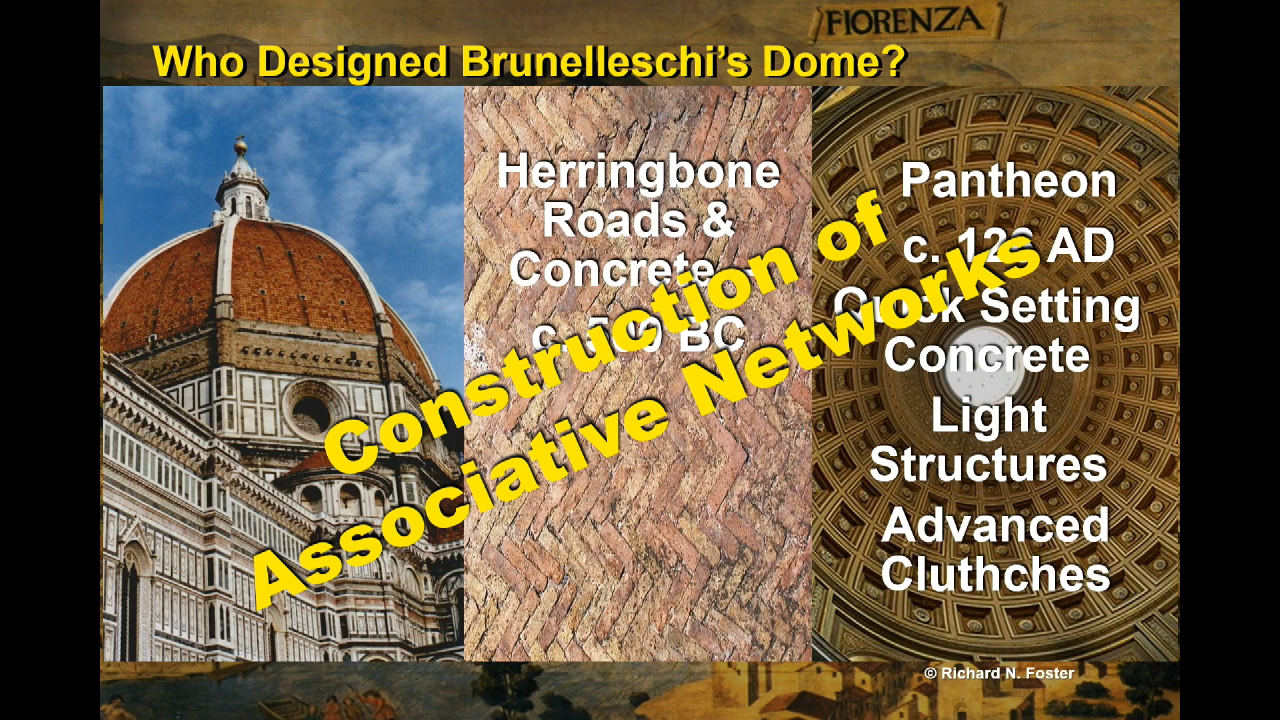 FIORENZA
Who Designed Brunelleschi's Dome?
Herringbone
Roads &
Concrete
c. BC
Pantheon
c. AD
Quick Setting
Concrete
Light
Structures
Advanced
Cluthches
Construction of
Associative Networks
© Richard N. Foster